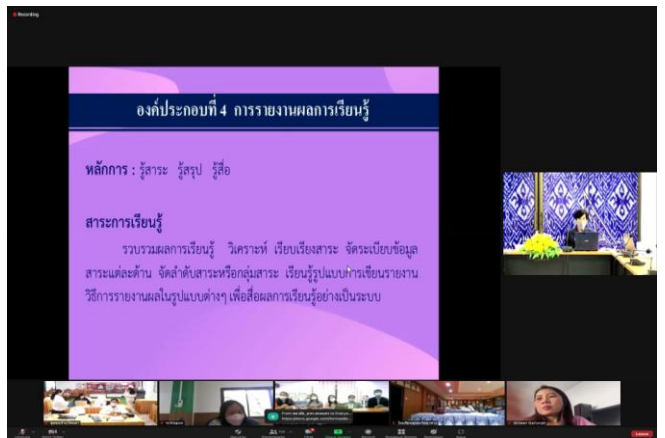 Recording
องค์ประกอบที่ 4 การรายงานผลการเรียนรู้
หลักการ : รู้สาระ รู้สรุป รู้สื่อ
สาระการเรียนรู้
รวบรวมผลการเรียนรู้ วิเคราะห์ เรียบเรียงสาระ จัดระเบียบข้อมูล
สาระแต่ละด้าน จัดลำดับสาระหรือกลุ่มสาระ เรียนรู้รูปแบบการเขียนรายงาน
วิธีการรายงานผลในรูปแบบต่างๆ เพื่อสื่อผลการเรียนรู้อย่างเป็นระบบ